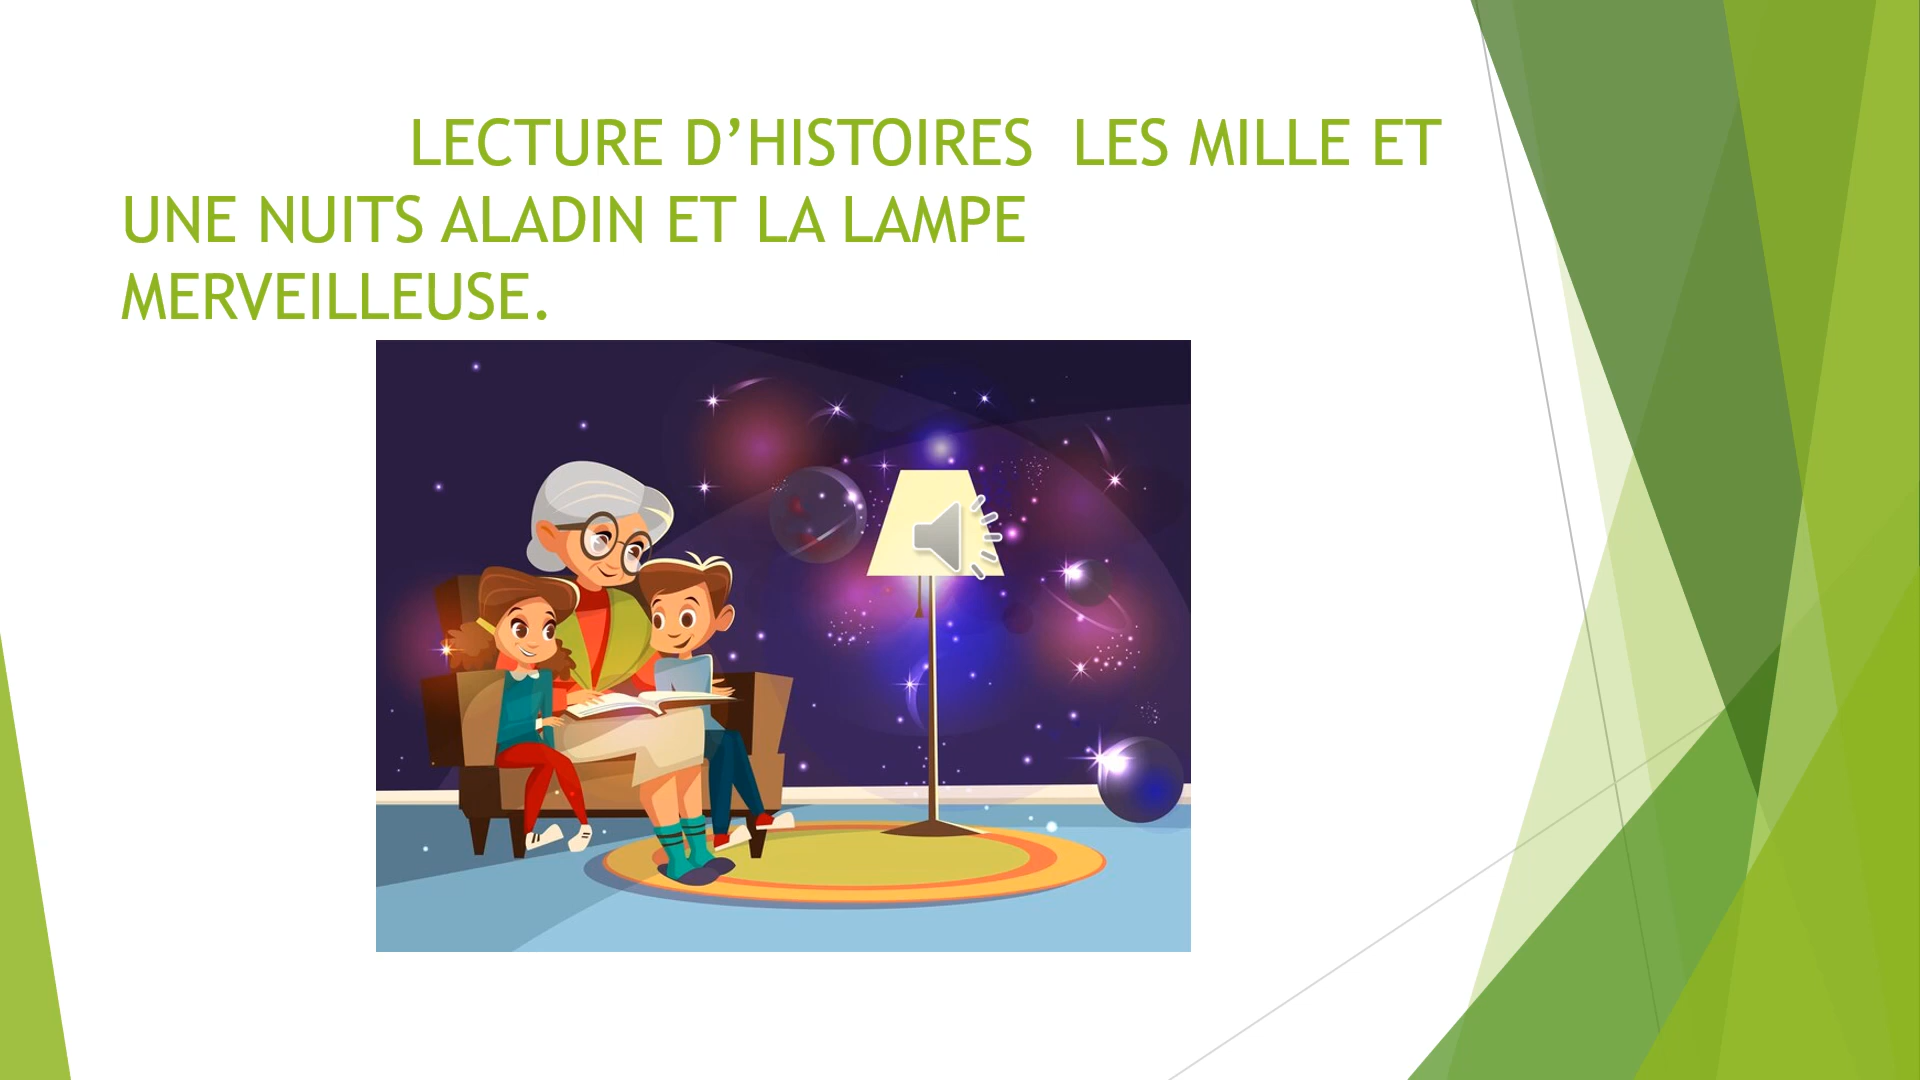 LECTURE D’HISTOIRES  LES MILLE ET
UNE NUITS ALADIN ET LA LAMPE
MERVEILLEUSE.